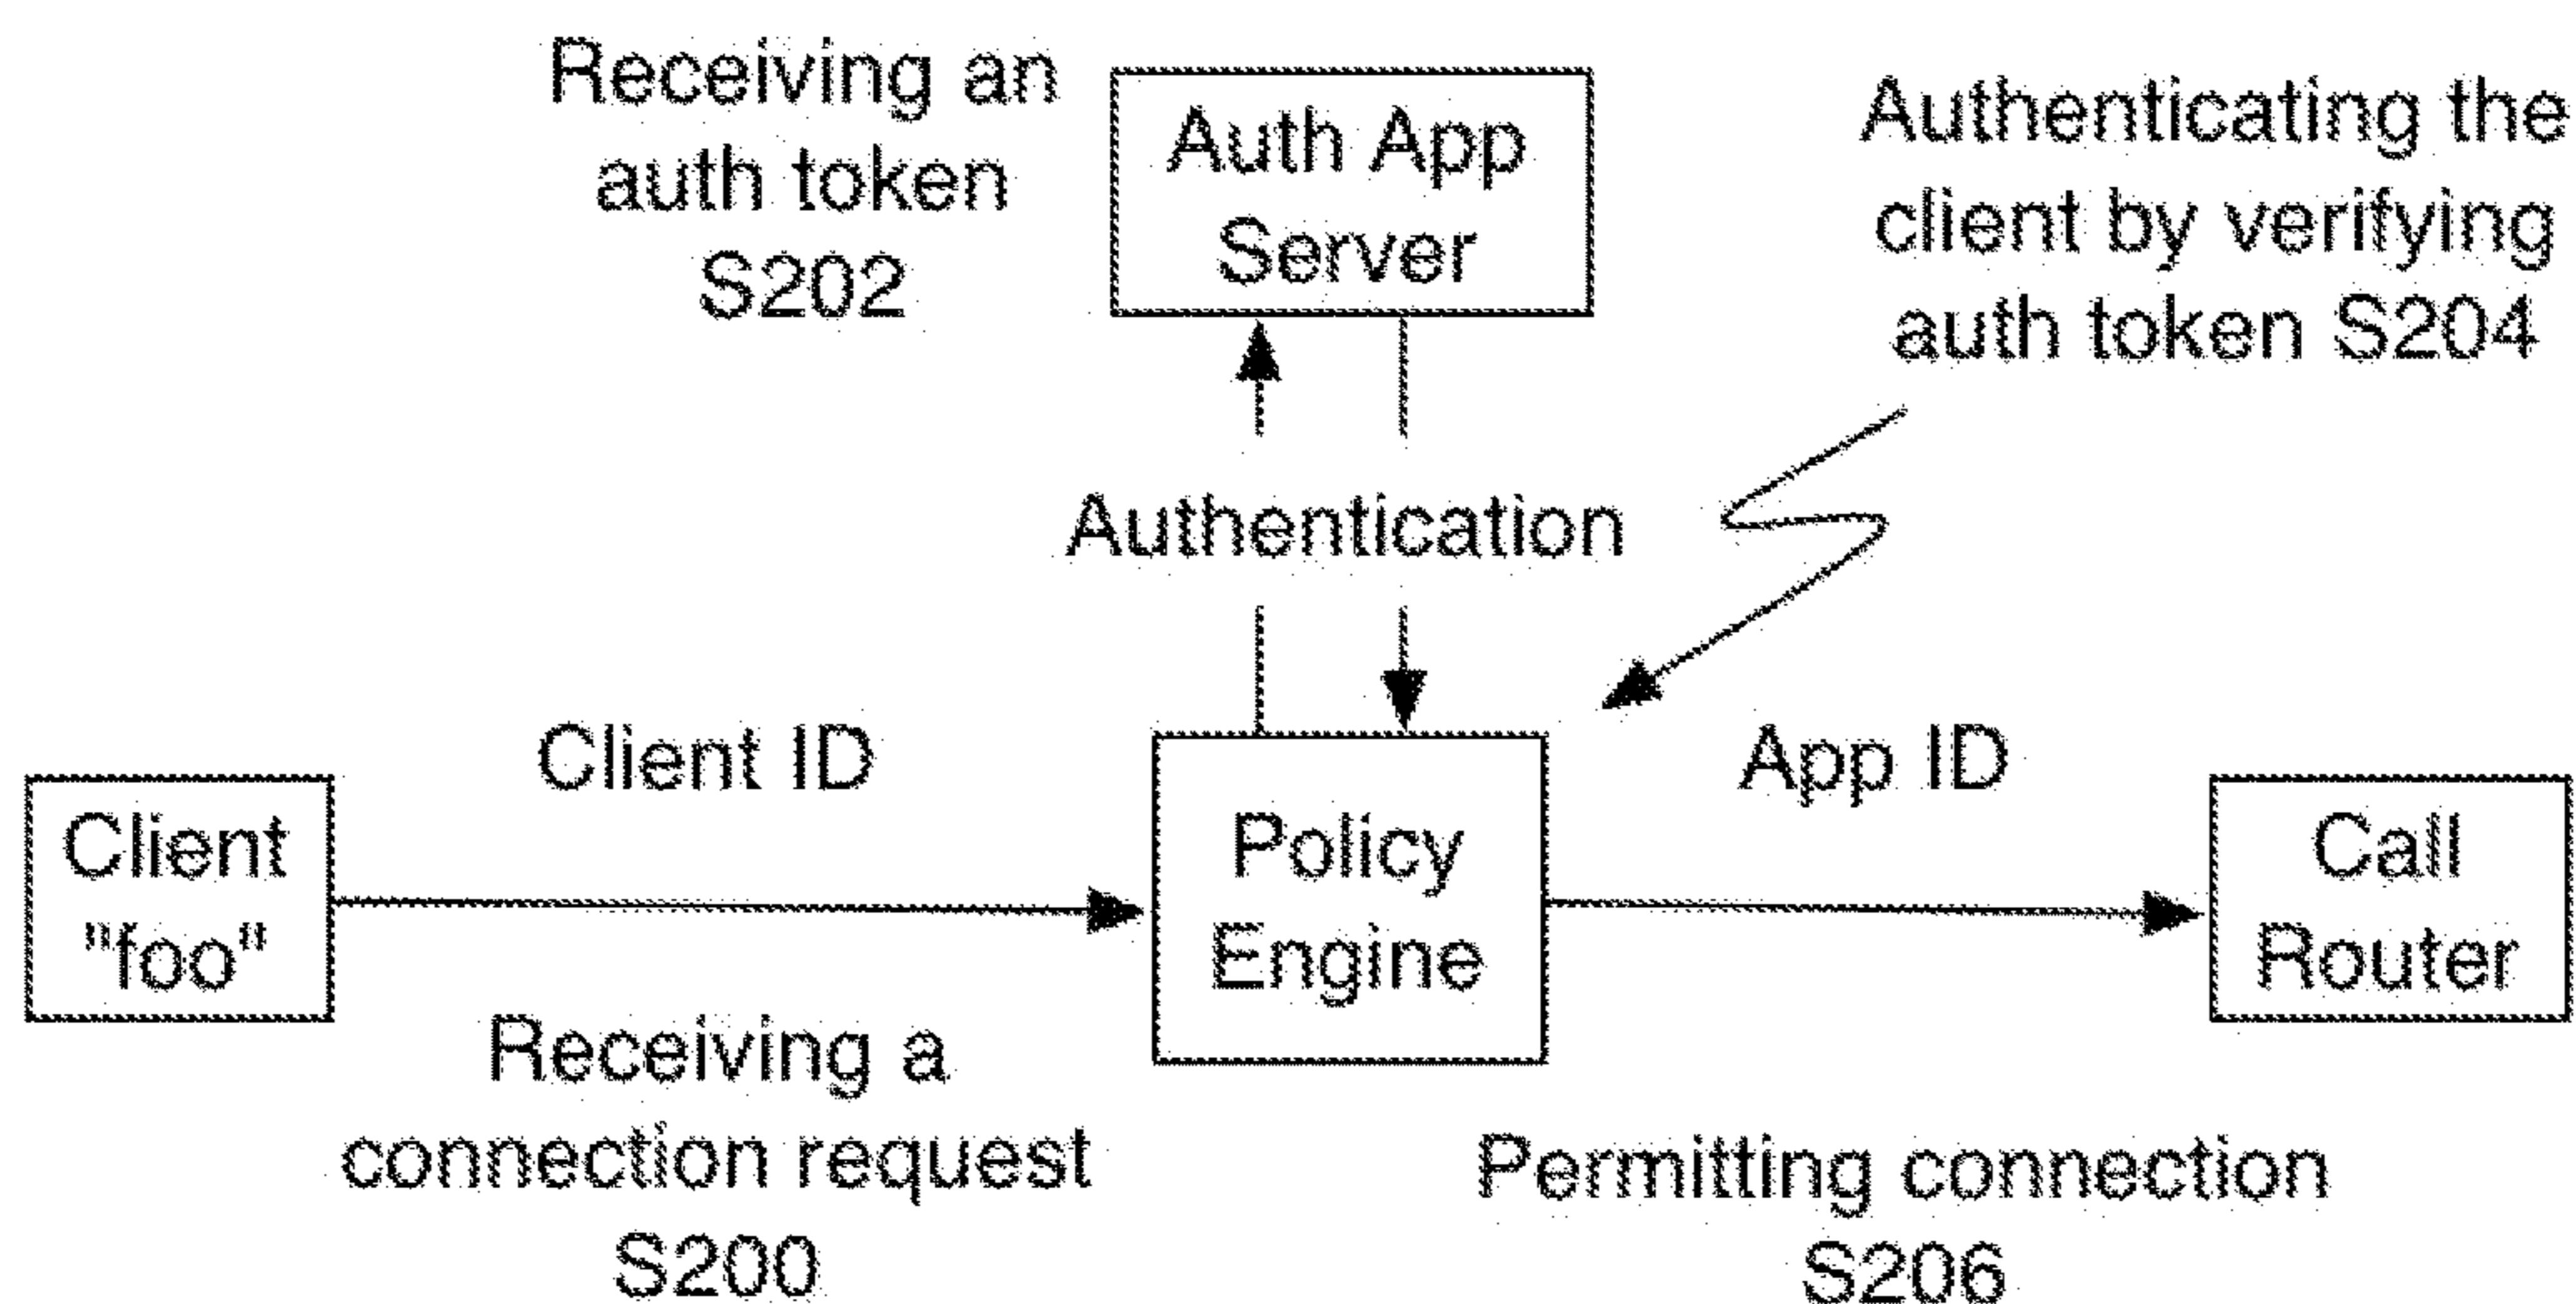 Receiving an
auth token
S202
Auth App
Server
Authenticating the
client by verifying
auth token S204
Authentication
Client ID
App ID
Client
"foo"
Policy
Engine
Call
Router
Receiving a
connection request
S200
Permitting connection
S206